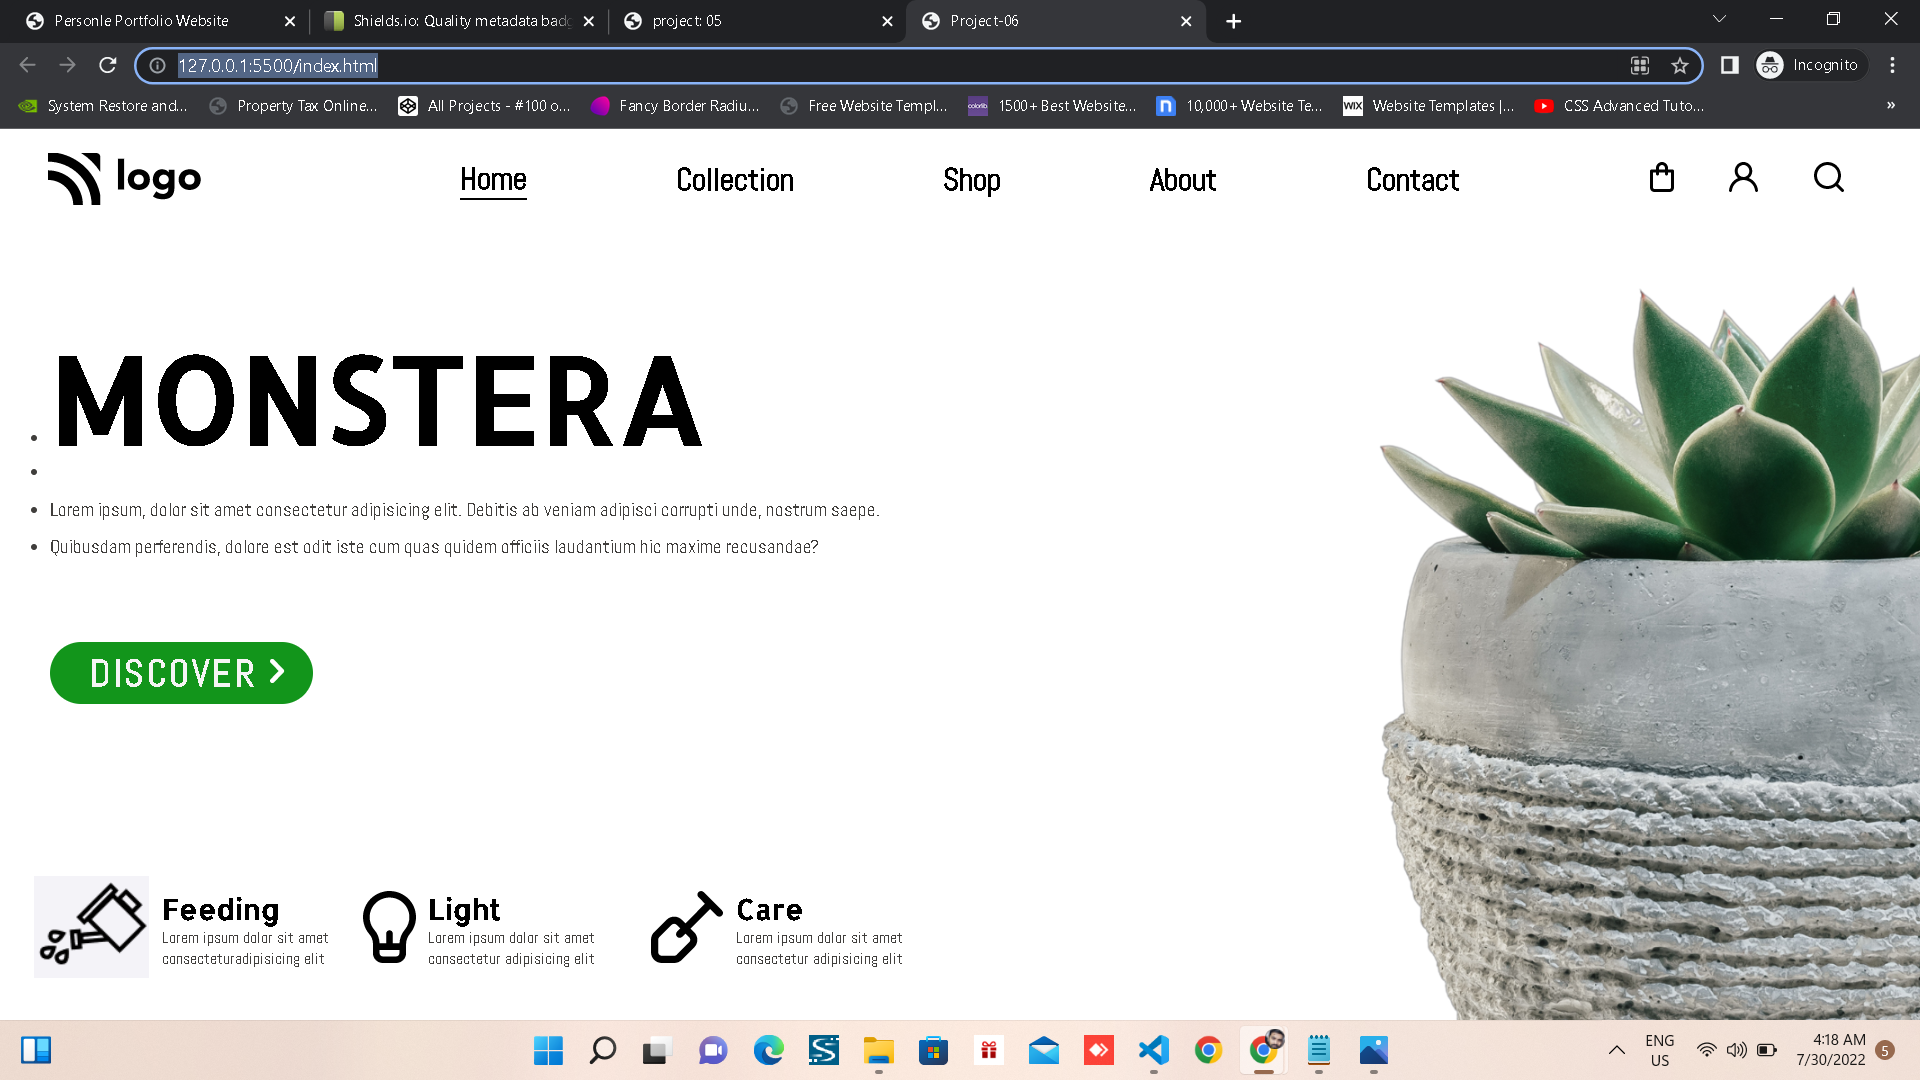 Personle Portfolio Website
Shields.io: Quality metadata badg
project: 05
Project-06
127.0.0.1:5500/index.html
Incognito
System Restore and...
Property Tax Online...
All Projects - #100 o...
Fancy Border Radiu...
Free Website Templ...
colorlib
1500+ Best Website...
10,000+ Website Te...
WIX
Website Templates |...
CSS Advanced Tuto...
»
logo
Home
Collection
Shop
About
Contact
MONSTERA
Lorem ipsum, dolor sit amet consectetur adipisicing elit. Debitis ab veniam adipisci corrupti unde, nostrum saepe.
Quibusdam perferendis, dolore est odit iste cum quas quidem officiis laudantium hic maxime recusandae?
DISCOVER
Feeding
Lorem ipsum dolor sit amet
consecteturadipisicing elit
Light
Lorem ipsum dolor sit amet
consectetur adipisicing elit
Care
Lorem ipsum dolor sit amet
consectetur adipisicing elit
ENG
US
4:18 AM
7/30/2022
5